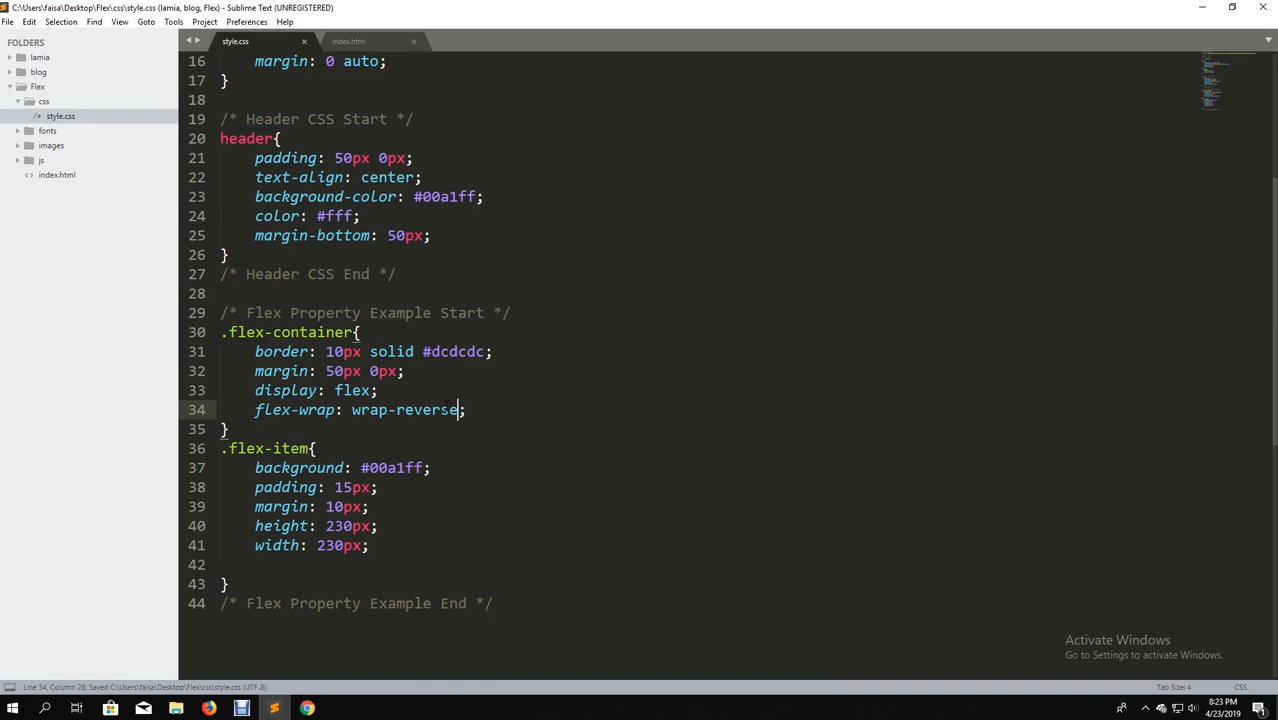 C:\Users\faisa\Desktop\Flex\css\style.css (lamia, blog, Flex) - Sublime Text (UNREGISTERED)
File Edit Selection Find View Goto Tools Project Preferences Help
FOLDERS
lamia
blog
Flex
css
/* style.css
fonts
images
js
<> index.html
style.css × index.html ×
16 margin: 0 auto;
17 }
18
19 /* Header CSS Start */
20 header{
21 padding: 50px 0px;
22 text-align: center;
23 background-color: #00a1ff;
24 color: #fff;
25 margin-bottom: 50px;
26 }
27 /* Header CSS End */
28
29 /* Flex Property Example Start */
30 .flex-container{
31 border: 10px solid #dcdcdc;
32 margin: 50px 0px;
33 display: flex;
34 flex-wrap: wrap-reverse;
35 }
36 .flex-item{
37 background: #00a1ff;
38 padding: 15px;
39 margin: 10px;
40 height: 230px;
41 width: 230px;
42
43 }
44 /* Flex Property Example End */
Activate Windows
Go to Settings to activate Windows.
Line 34, Column 28; Saved C:\Users\faisa\Desktop\Flex\css\style.css (UTF-8) Tab Size: 4 CSS
8:23 PM
4/23/2019